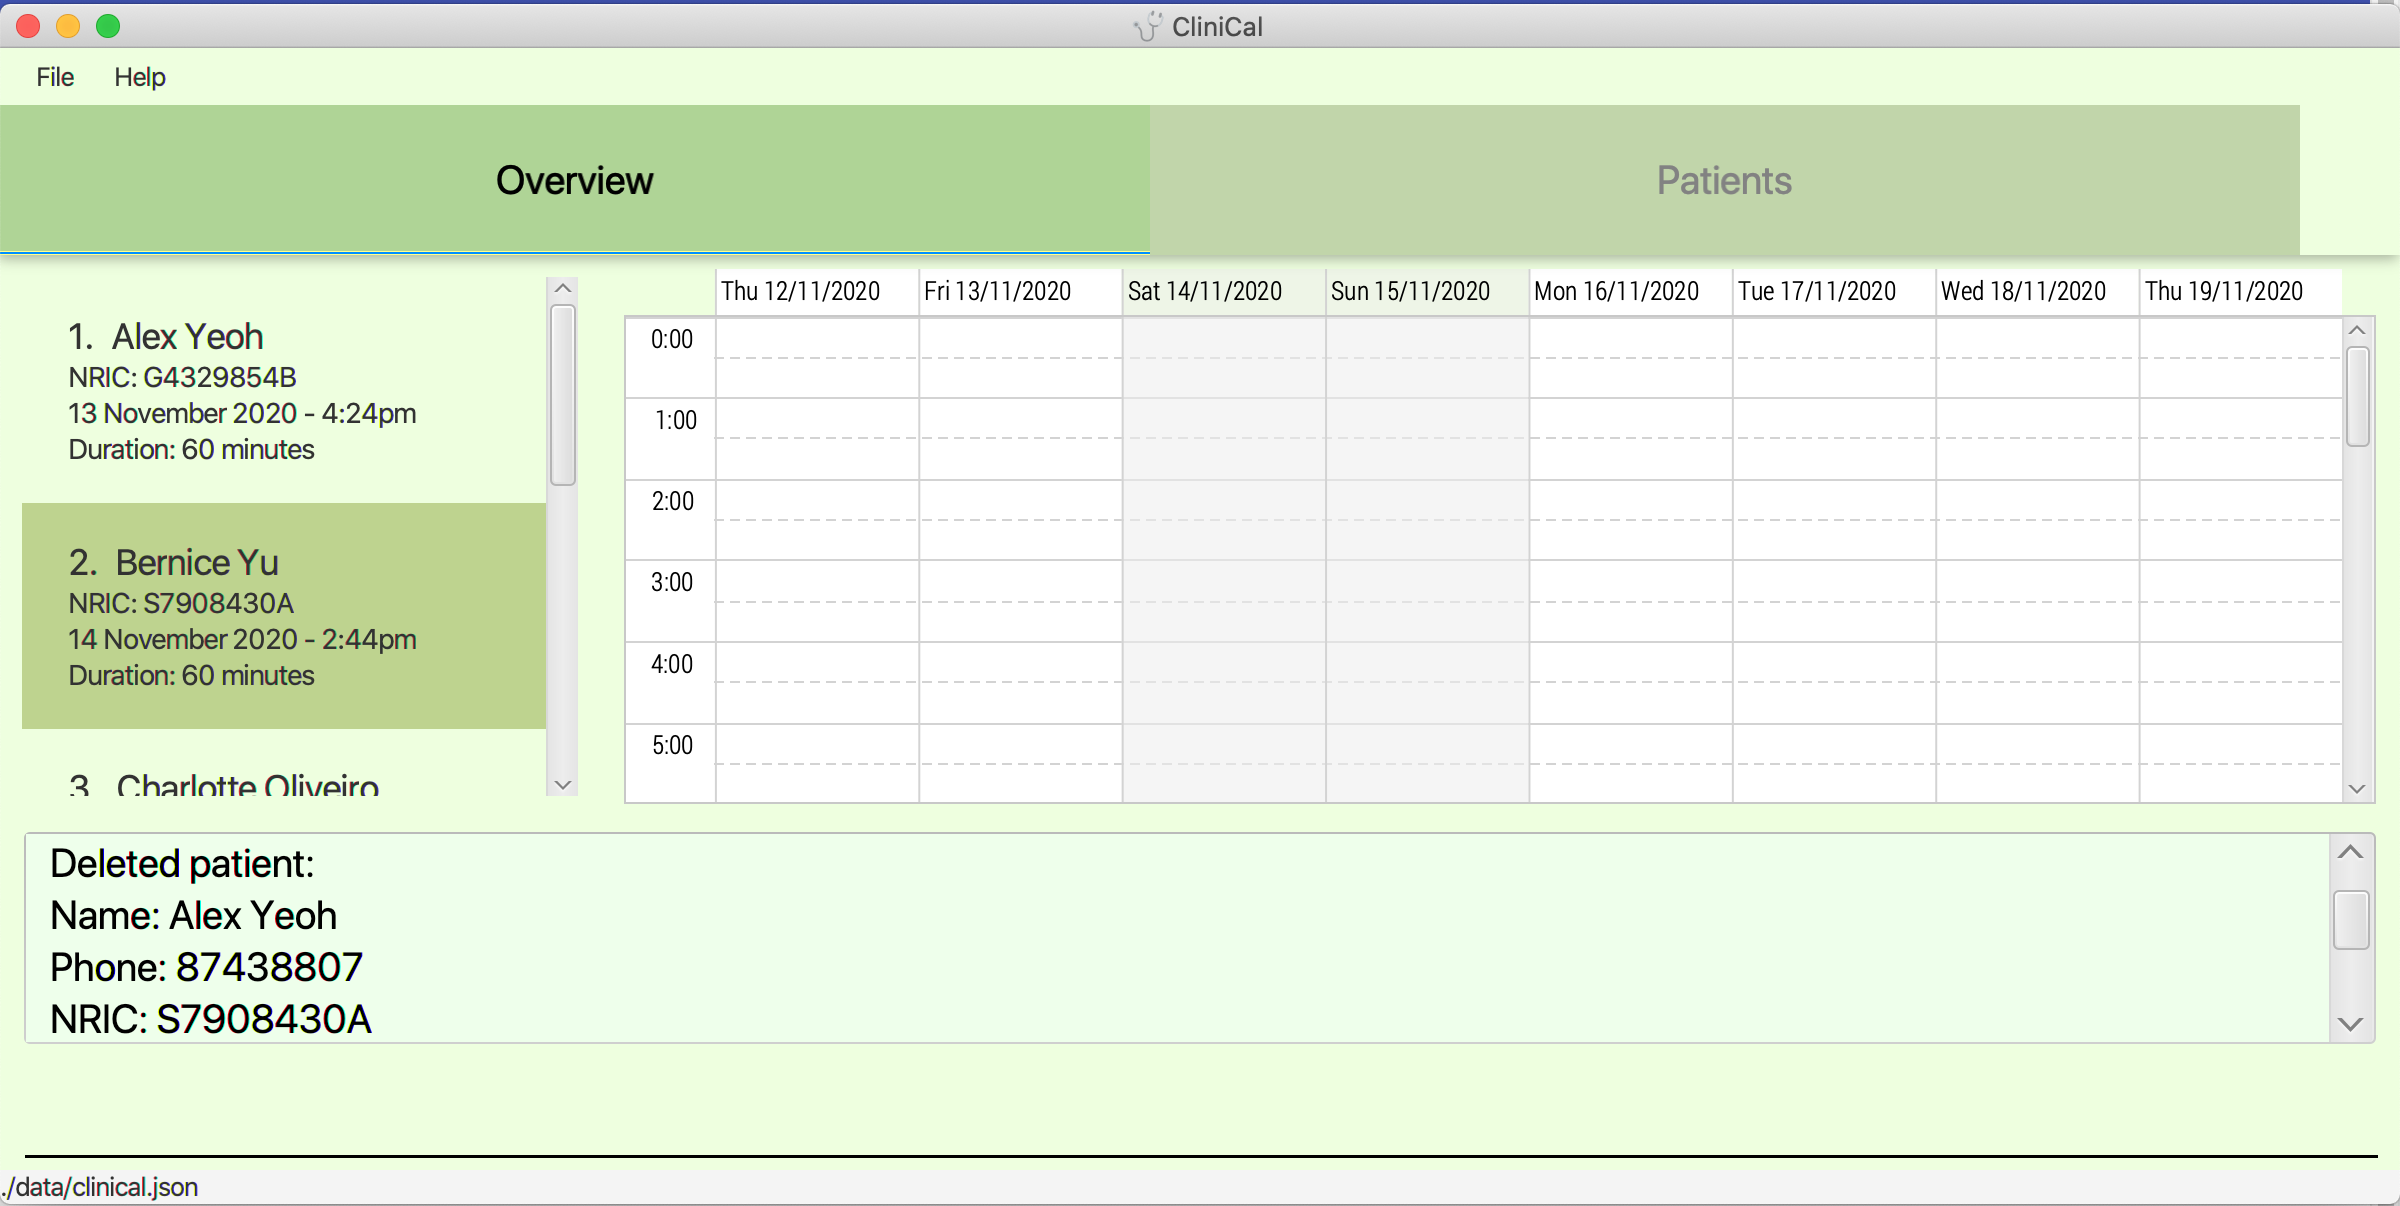 CliniCal
File Help
Overview Patients
1. Alex Yeoh
NRIC: G4329854B
13 November 2020 - 4:24pm
Duration: 60 minutes
2. Bernice Yu
NRIC: S7908430A
14 November 2020 - 2:44pm
Duration: 60 minutes
3 Charlotte Oliveiro
Thu 12/11/2020 Fri 13/11/2020 Sat 14/11/2020 Sun 15/11/2020 Mon 16/11/2020 Tue 17/11/2020 Wed 18/11/2020 Thu 19/11/2020
0:00
1:00
2:00
3:00
4:00
5:00
Deleted patient:
Name: Alex Yeoh
Phone: 87438807
NRIC: S7908430A
./data/clinical.json